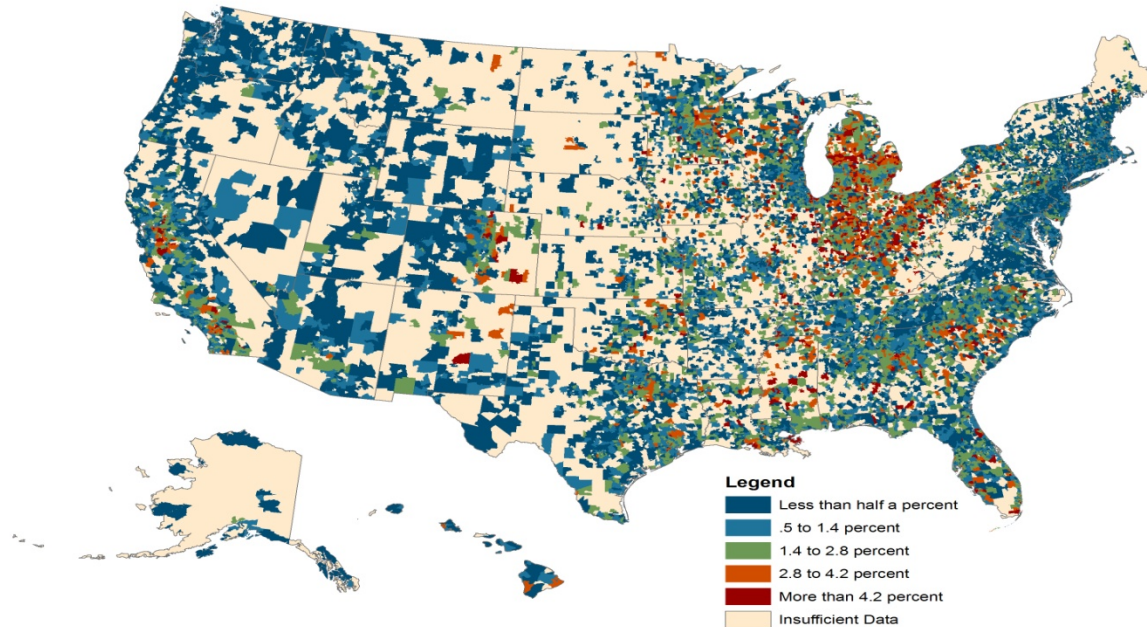 Legend
Less than half a percent
.5 to 1.4 percent
1.4 to 2.8 percent
2.8 to 4.2 percent
More than 4.2 percent
Insufficient Data